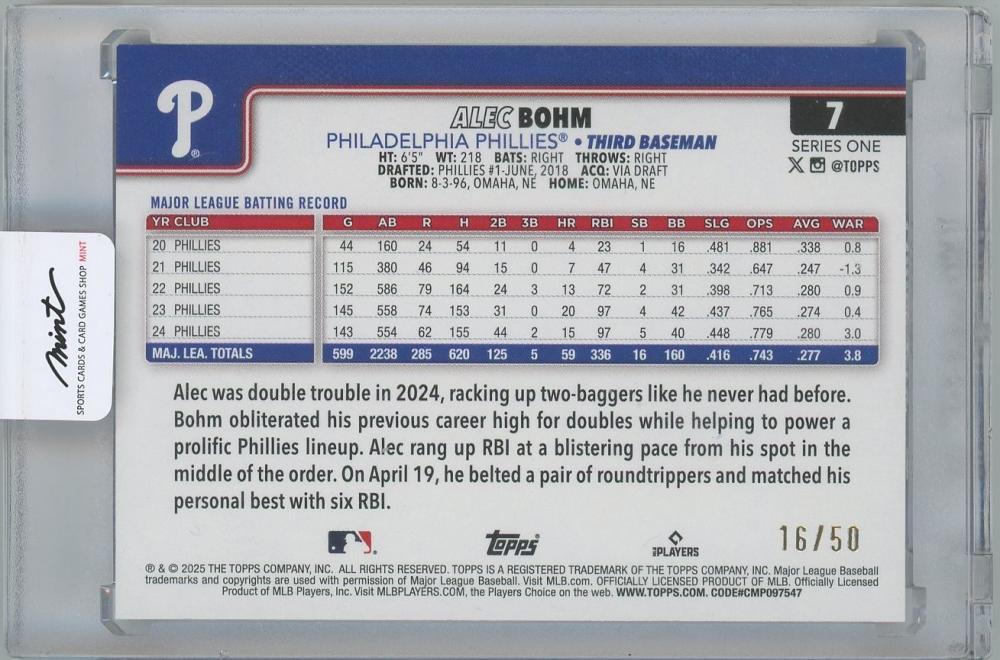 P ®
ALEC BOHM
7
PHILADELPHIA PHILLIES® • THIRD BASEMAN
SERIES ONE
@TOPPS
HT: 6'5" WT: 218 BATS: RIGHT THROWS: RIGHT
DRAFTED: PHILLIES #1-JUNE, 2018 ACQ: VIA DRAFT
BORN: 8-3-96, OMAHA, NE HOME: OMAHA, NE
MAJOR LEAGUE BATTING RECORD
YR CLUB G AB R H 2B 3B HR RBI SB BB SLG OPS AVG WAR
20 PHILLIES 44 160 24 54 11 0 4 23 1 16 .481 .881 .338 0.8
21 PHILLIES 115 380 46 94 15 0 7 47 4 31 .342 .647 .247 -1.3
22 PHILLIES 152 586 79 164 24 3 13 72 2 31 .398 .713 .280 0.9
23 PHILLIES 145 558 74 153 31 0 20 97 4 42 .437 .765 .274 0.4
24 PHILLIES 143 554 62 155 44 2 15 97 5 40 .448 .779 .280 3.0
MAJ. LEA. TOTALS 599 2238 285 620 125 5 59 336 16 160 .416 .743 .277 3.8
mint
SPORTS CARDS & CARD GAMES SHOP MINT
Alec was double trouble in 2024, racking up two-baggers like he never had before.
Bohm obliterated his previous career high for doubles while helping to power a
prolific Phillies lineup. Alec rang up RBI at a blistering pace from his spot in the
middle of the order. On April 19, he belted a pair of roundtrippers and matched his
personal best with six RBI.
Topps®
PLAYERS
16/50
® & © 2025 THE TOPPS COMPANY, INC. ALL RIGHTS RESERVED. TOPPS IS A REGISTERED TRADEMARK OF THE TOPPS COMPANY, INC. Major League Baseball
trademarks and copyrights are used with permission of Major League Baseball. Visit MLB.com. OFFICIALLY LICENSED PRODUCT OF MLB. Officially Licensed
Product of MLB Players, Inc. Visit MLBPLAYERS.COM, the Players Choice on the web. WWW.TOPPS.COM. CODE#CMP097547